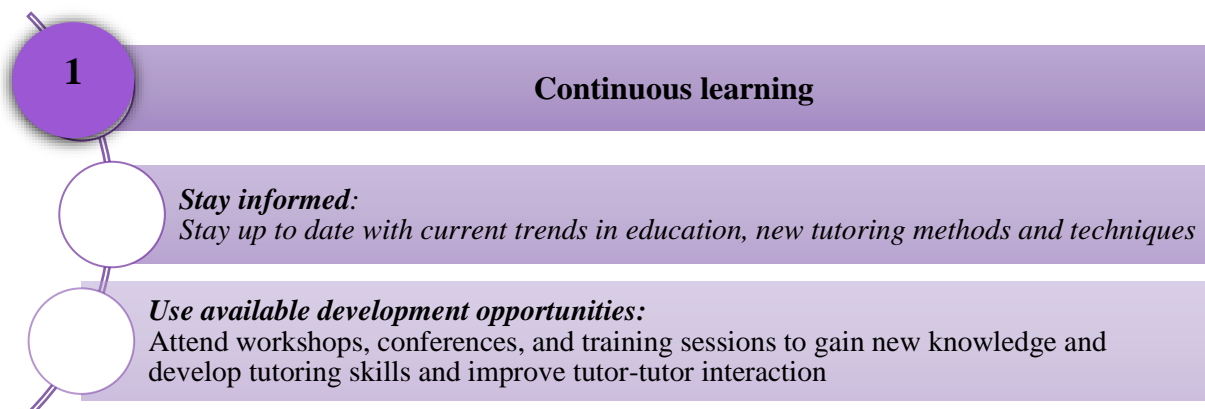 1
Continuous learning
Stay informed:
Stay up to date with current trends in education, new tutoring methods and techniques
Use available development opportunities:
Attend workshops, conferences, and training sessions to gain new knowledge and
develop tutoring skills and improve tutor-tutor interaction